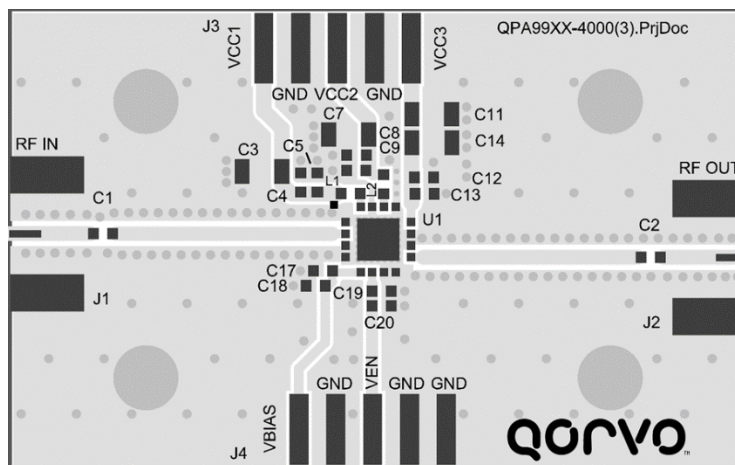 J3
VCC1
VCC3
QPA99XX-4000(3).PrjDoc
GND VCC2 GND
C7
C8
C9
C11
C14
RF IN
C3
C5
C4
L1
L2
C12
C13
RF OUT
C1
U1
C2
C17
C18
C19
C20
J1
J2
GND
VEN
GND
GND
VBIAS
J4
QORVO